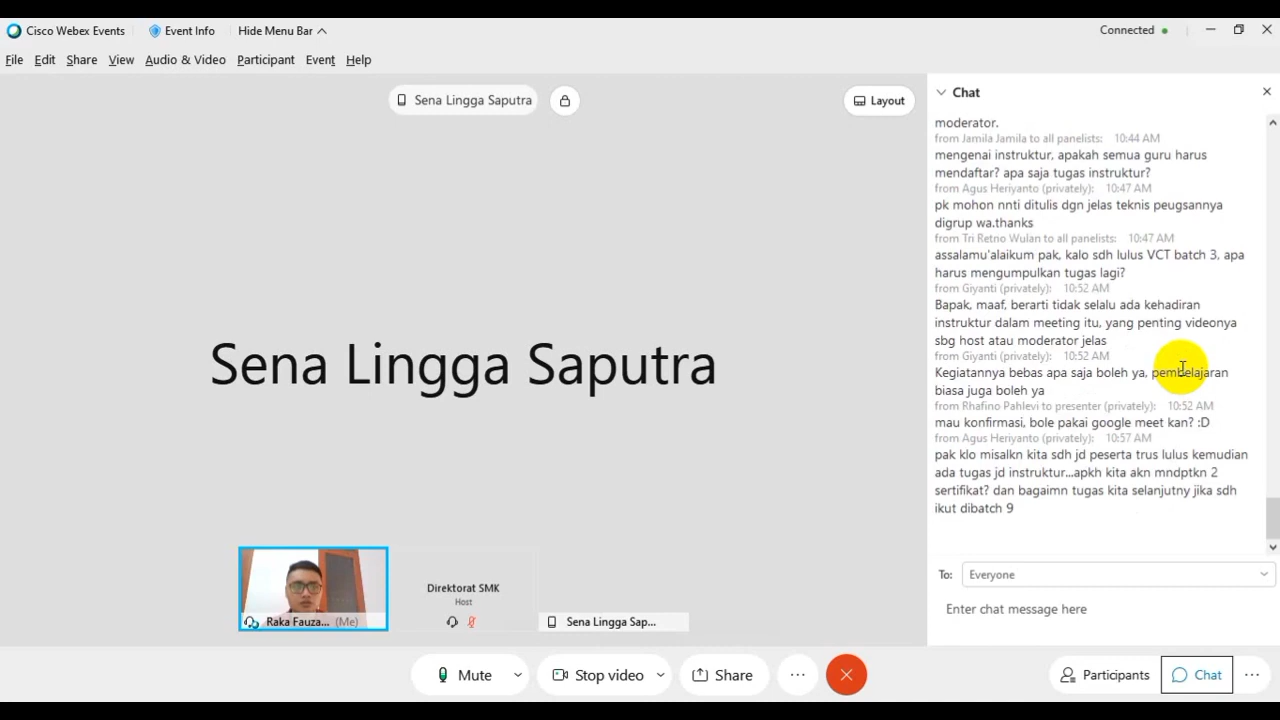 Cisco Webex Events
Event Info
Hide Menu Bar
Connected
File Edit Share View Audio & Video Participant Event Help
Sena Lingga Saputra
Layout
Chat
moderator.
from Jamila Jamila to all panelists: 10:44 AM
mengenai instruktur, apakah semua guru harus
mendaftar? apa saja tugas instruktur?
from Agus Heriyanto (privately): 10:47 AM
pk mohon nnti ditulis dgn jelas teknis peugsannya
digrup wa.thanks
from Tri Retno Wulan to all panelists: 10:47 AM
assalamu'alaikum pak, kalo sdh lulus VCT batch 3, apa
harus mengumpulkan tugas lagi?
from Giyanti (privately): 10:52 AM
Bapak, maaf, berarti tidak selalu ada kehadiran
instruktur dalam meeting itu, yang penting videonya
sbg host atau moderator jelas
from Giyanti (privately): 10:52 AM
Kegiatannya bebas apa saja boleh ya, pembelajaran
biasa juga boleh ya
from Rhafino Pahlevi to presenter (privately): 10:52 AM
mau konfirmasi, bole pakai google meet kan? :D
from Agus Heriyanto (privately): 10:57 AM
pak klo misalkn kita sdh jd peserta trus lulus kemudian
ada tugas jd instruktur...apkh kita akn mndptkn 2
sertifikat? dan bagaimn tugas kita selanjutny jika sdh
ikut dibatch 9
Sena Lingga Saputra
Raka Fauza... (Me)
Direktorat SMK
Host
Sena Lingga Sap...
To: Everyone
Enter chat message here
Mute
Stop video
Share
Participants
Chat